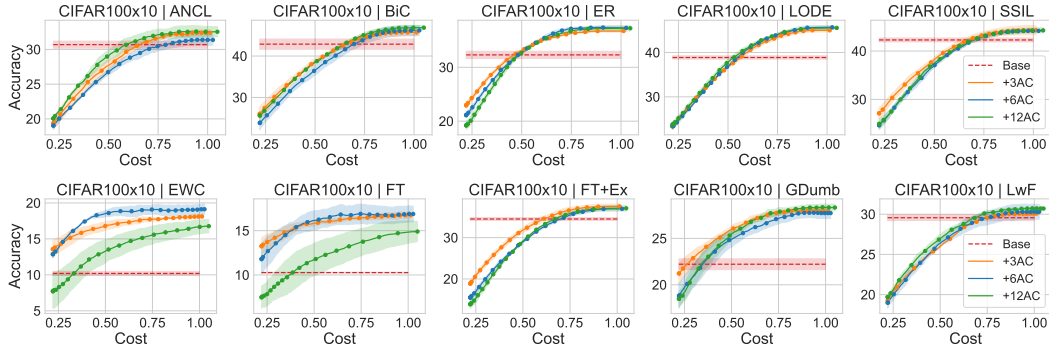 CIFAR100x10 | ANCL
CIFAR100x10 | BiC
CIFAR100x10 | ER
CIFAR100x10 | LODE
CIFAR100x10 | SSIL
Accuracy
30
25
20
40
30
40
30
20
40
30
40
30
Base
+3AC
+6AC
+12AC
0.25 0.50 0.75 1.00
0.25 0.50 0.75 1.00
0.25 0.50 0.75 1.00
0.25 0.50 0.75 1.00
0.25 0.50 0.75 1.00
Cost
Cost
Cost
Cost
Cost
CIFAR100x10 | EWC
CIFAR100x10 | FT
CIFAR100x10 | FT+Ex
CIFAR100x10 | GDumb
CIFAR100x10 | LwF
Accuracy
20
15
10
5
15
10
30
20
25
20
30
25
20
Base
+3AC
+6AC
+12AC
0.25 0.50 0.75 1.00
0.25 0.50 0.75 1.00
0.25 0.50 0.75 1.00
0.25 0.50 0.75 1.00
0.25 0.50 0.75 1.00
Cost
Cost
Cost
Cost
Cost